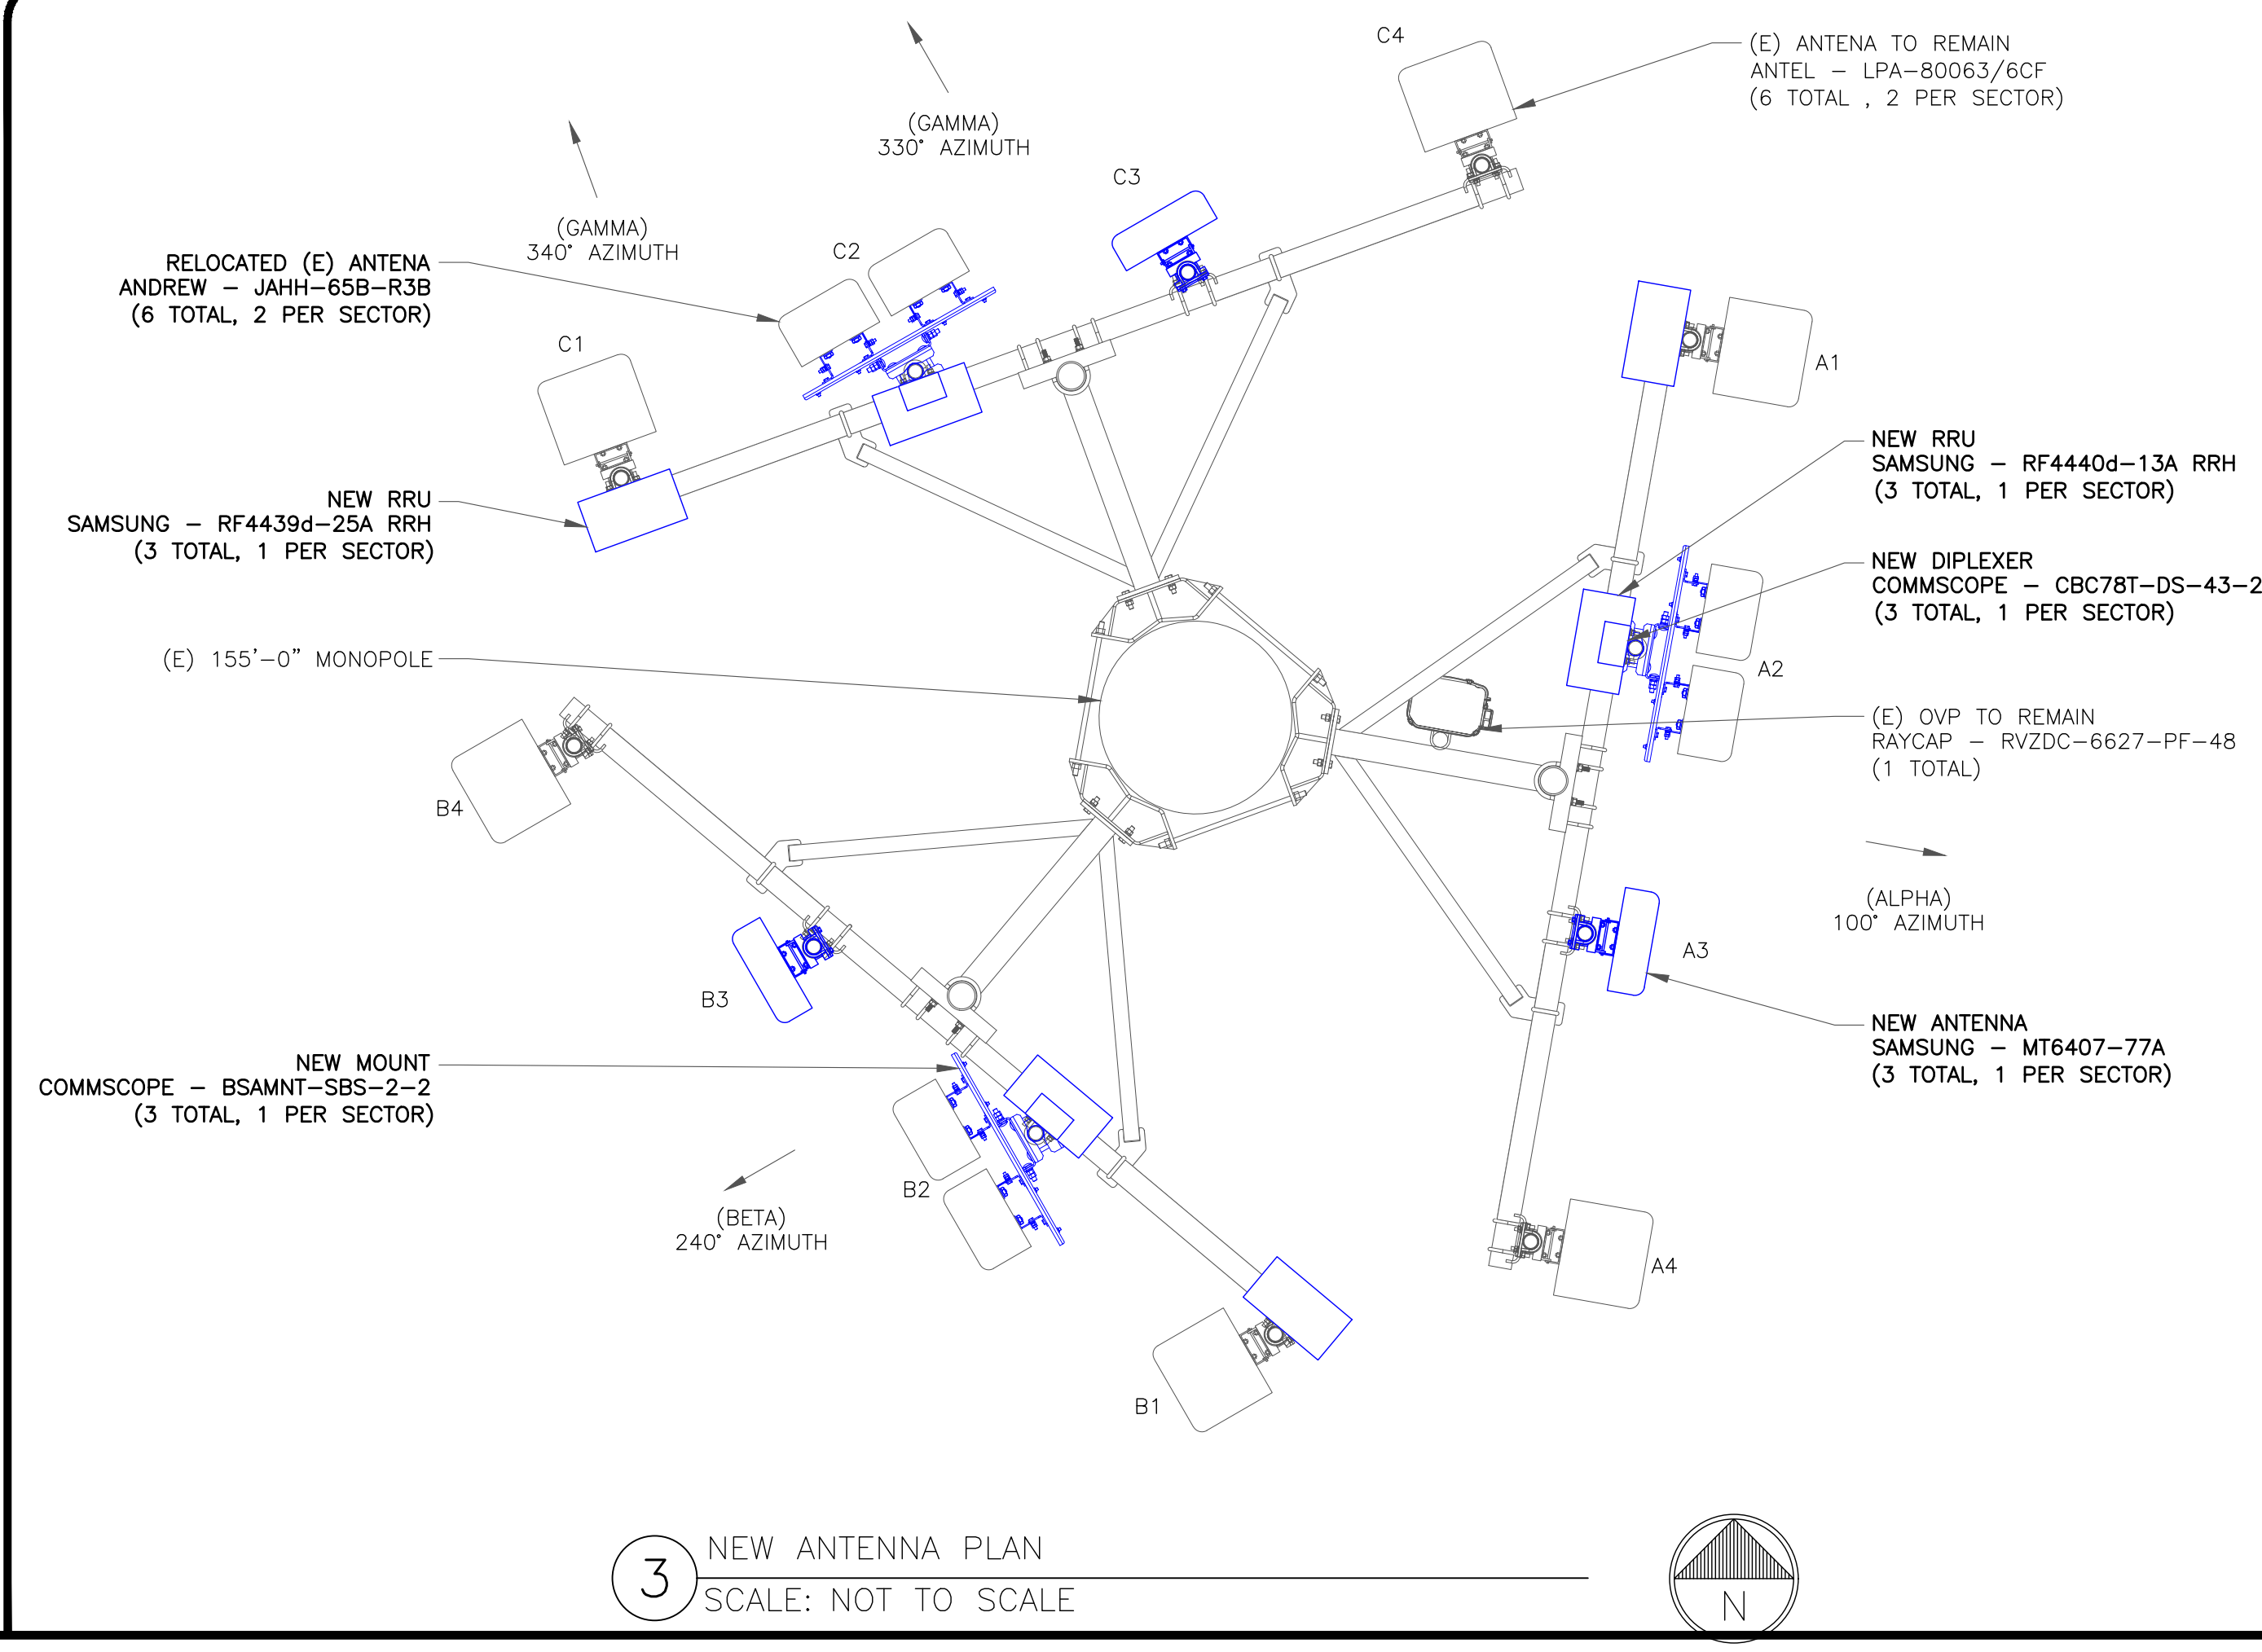 C4
(E) ANTENA TO REMAIN
ANTEL - LPA-80063/6CF
(6 TOTAL , 2 PER SECTOR)
(GAMMA)
330° AZIMUTH
C3
(GAMMA)
340° AZIMUTH
C2
RELOCATED (E) ANTENA
ANDREW - JAHH-65B-R3B
(6 TOTAL, 2 PER SECTOR)
C1
A1
NEW RRU
SAMSUNG - RF4440d-13A RRH
(3 TOTAL, 1 PER SECTOR)
NEW RRU
SAMSUNG - RF4439d-25A RRH
(3 TOTAL, 1 PER SECTOR)
NEW DIPLEXER
COMMSCOPE - CBC78T-DS-43-2
(3 TOTAL, 1 PER SECTOR)
(E) 155'-0" MONOPOLE
A2
(E) OVP TO REMAIN
RAYCAP - RVZDC-6627-PF-48
(1 TOTAL)
B4
(ALPHA)
100° AZIMUTH
A3
B3
NEW ANTENNA
SAMSUNG - MT6407-77A
(3 TOTAL, 1 PER SECTOR)
NEW MOUNT
COMMSCOPE - BSAMNT-SBS-2-2
(3 TOTAL, 1 PER SECTOR)
B2
(BETA)
240° AZIMUTH
A4
B1
3
NEW ANTENNA PLAN
SCALE: NOT TO SCALE
N